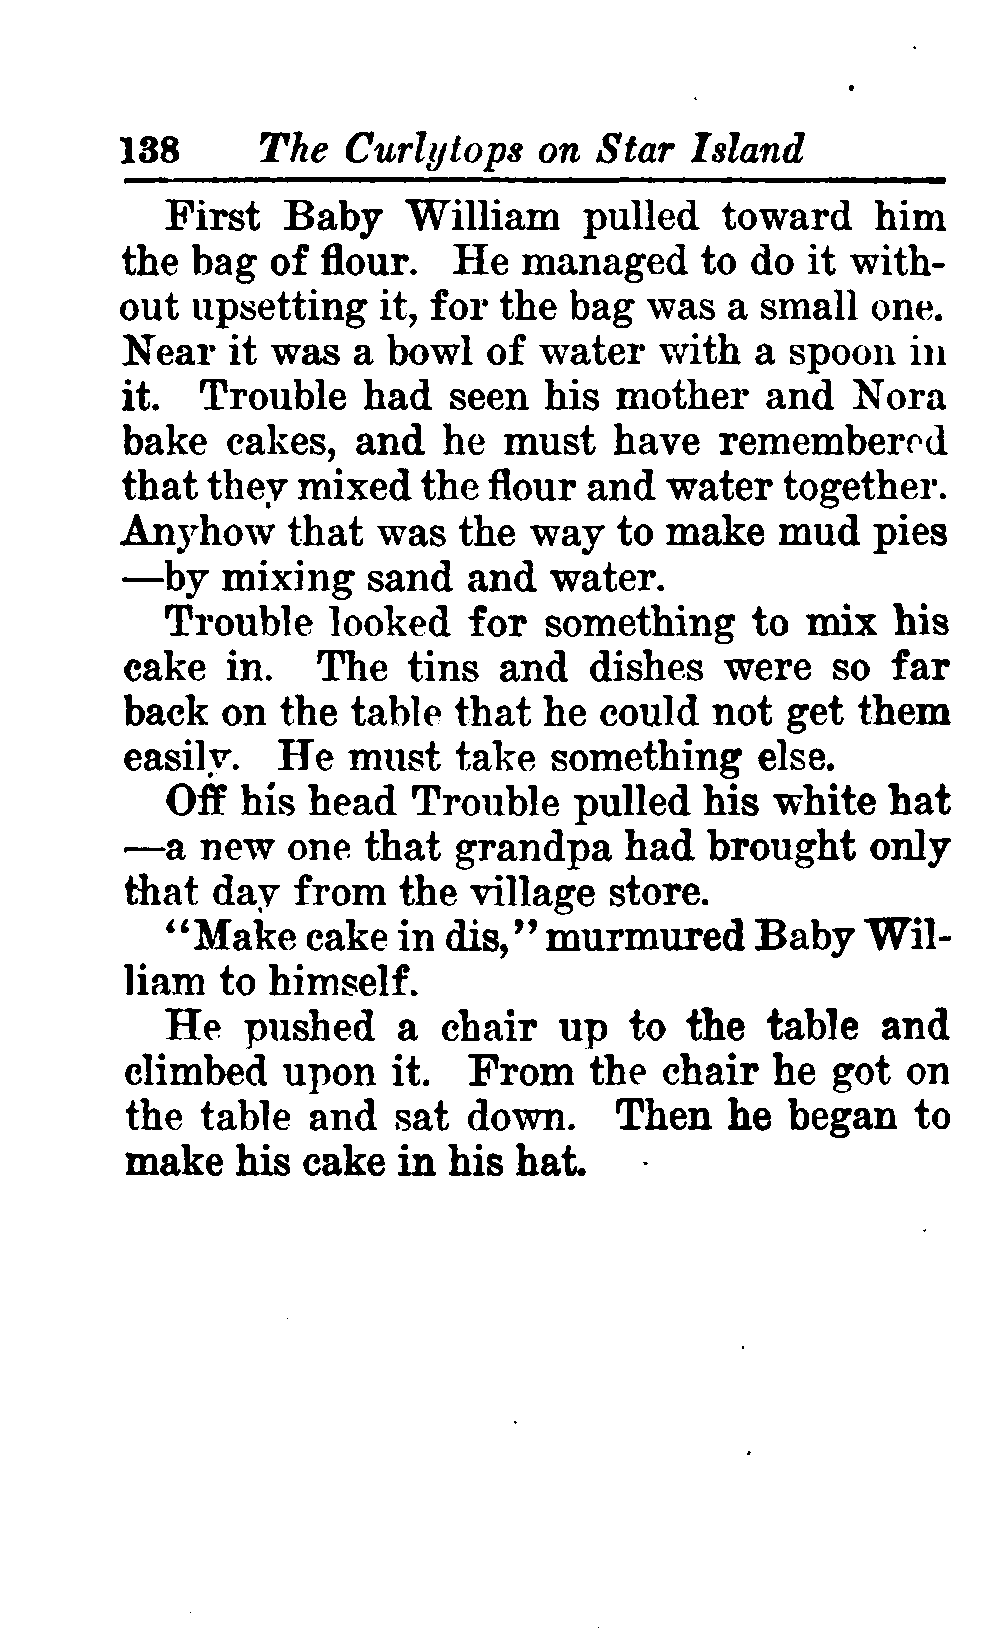 138 The Curlytops on Star Island
First Baby William pulled toward him
the bag of flour. He managed to do it with-
out upsetting it, for the bag was a small one.
Near it was a bowl of water with a spoon in
it. Trouble had seen his mother and Nora
bake cakes, and he must have remembered
that they mixed the flour and water together.
Anyhow that was the way to make mud pies
—by mixing sand and water.
Trouble looked for something to mix his
cake in. The tins and dishes were so far
back on the table that he could not get them
easily. He must take something else.
Off his head Trouble pulled his white hat
—a new one that grandpa had brought only
that day from the village store.
“Make cake in dis,” murmured Baby Wil-
liam to himself.
He pushed a chair up to the table and
climbed upon it. From the chair he got on
the table and sat down. Then he began to
make his cake in his hat.